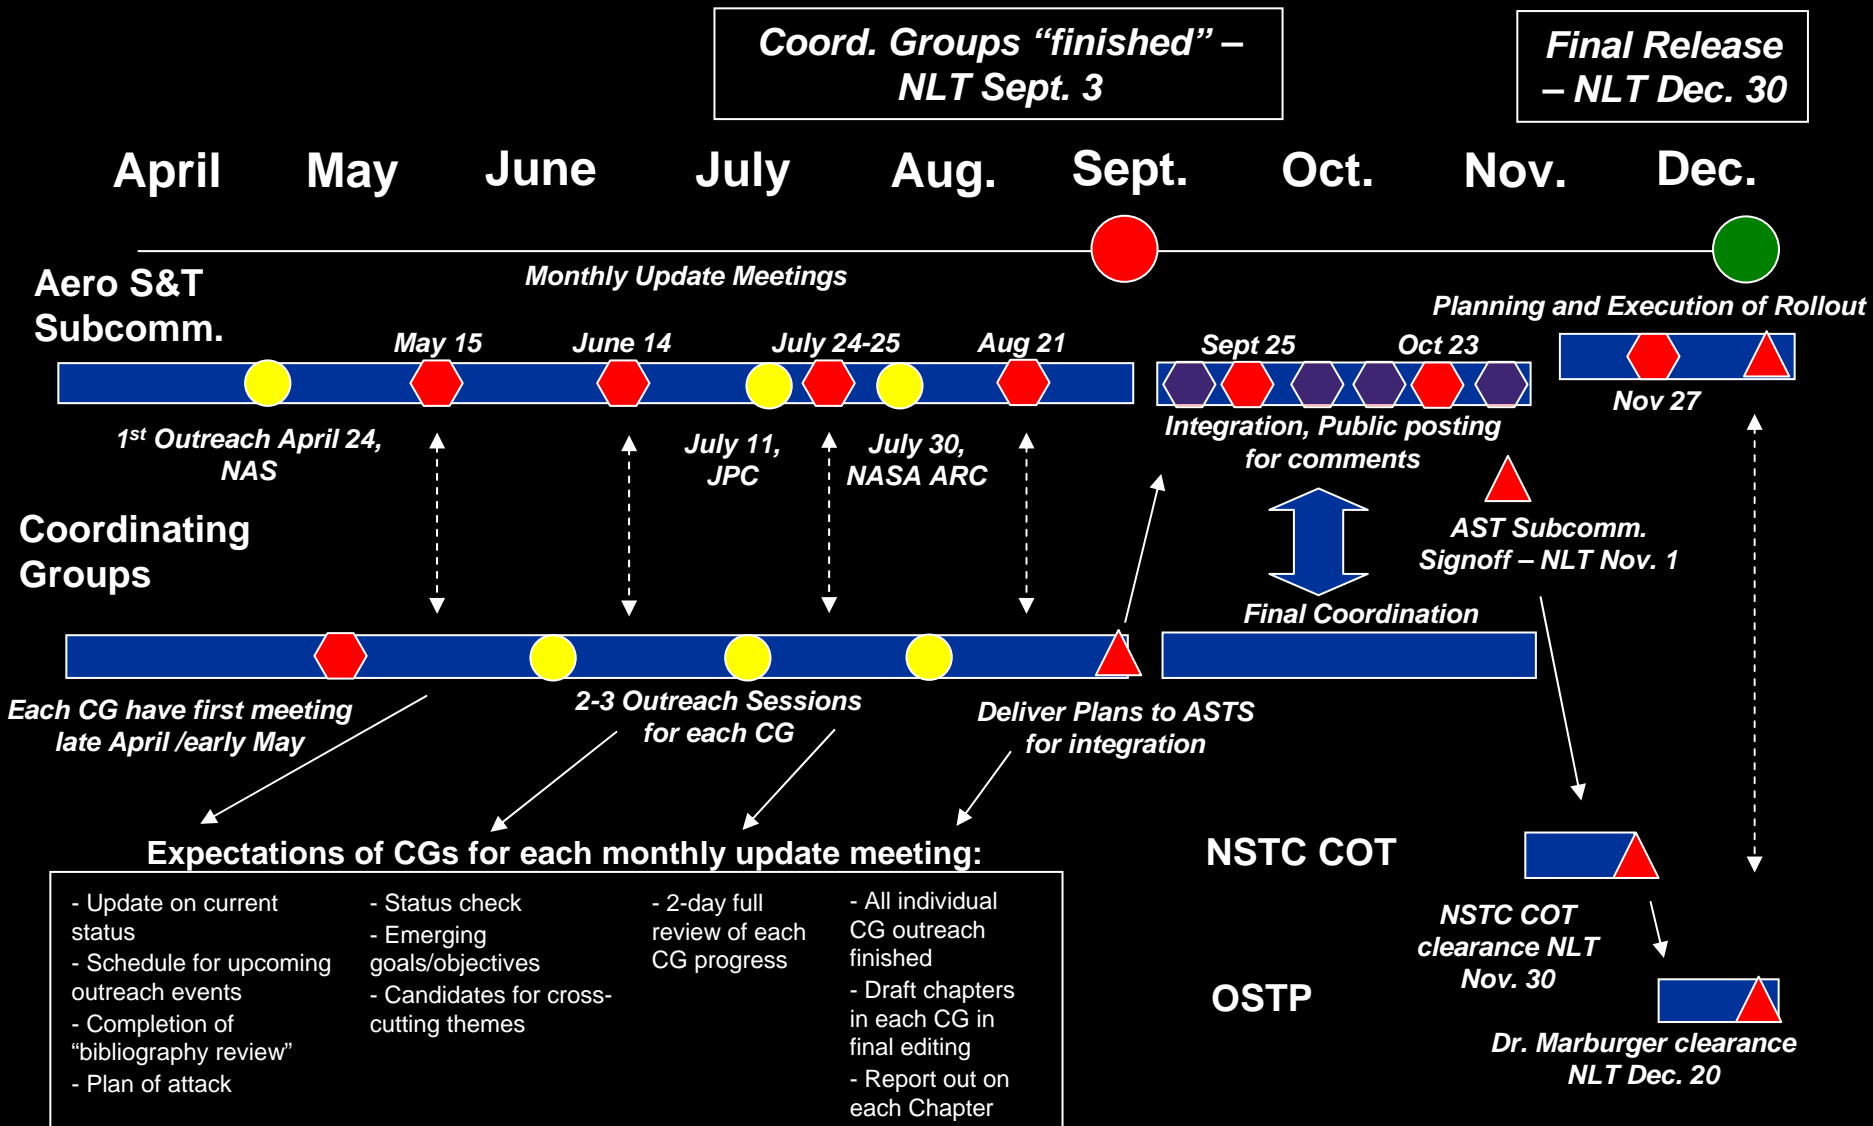 Coord. Groups “finished” –
NLT Sept. 3
Final Release
– NLT Dec. 30
April May June July Aug. Sept. Oct. Nov. Dec.
Aero S&T
Subcomm.
Monthly Update Meetings
Planning and Execution of Rollout
May 15
June 14
July 24-25
Aug 21
Sept 25
Oct 23
Nov 27
1st Outreach April 24,
NAS
July 11,
JPC
July 30,
NASA ARC
Integration, Public posting
for comments
AST Subcomm.
Signoff – NLT Nov. 1
Coordinating
Groups
Final Coordination
Each CG have first meeting
late April /early May
2-3 Outreach Sessions
for each CG
Deliver Plans to ASTS
for integration
Expectations of CGs for each monthly update meeting:
- Update on current
status
- Schedule for upcoming
outreach events
- Completion of
“bibliography review”
- Plan of attack
- Status check
- Emerging
goals/objectives
- Candidates for cross-
cutting themes
- 2-day full
review of each
CG progress
- All individual
CG outreach
finished
- Draft chapters
in each CG in
final editing
- Report out on
each Chapter
NSTC COT
NSTC COT
clearance NLT
Nov. 30
OSTP
Dr. Marburger clearance
NLT Dec. 20